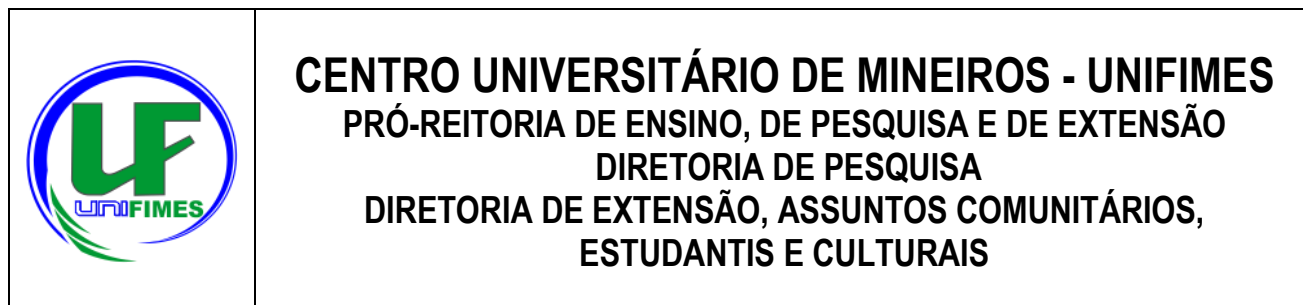 UF
UNIFIMES
CENTRO UNIVERSITÁRIO DE MINEIROS - UNIFIMES
PRÓ-REITORIA DE ENSINO, DE PESQUISA E DE EXTENSÃO
DIRETORIA DE PESQUISA
DIRETORIA DE EXTENSÃO, ASSUNTOS COMUNITÁRIOS,
ESTUDANTIS E CULTURAIS